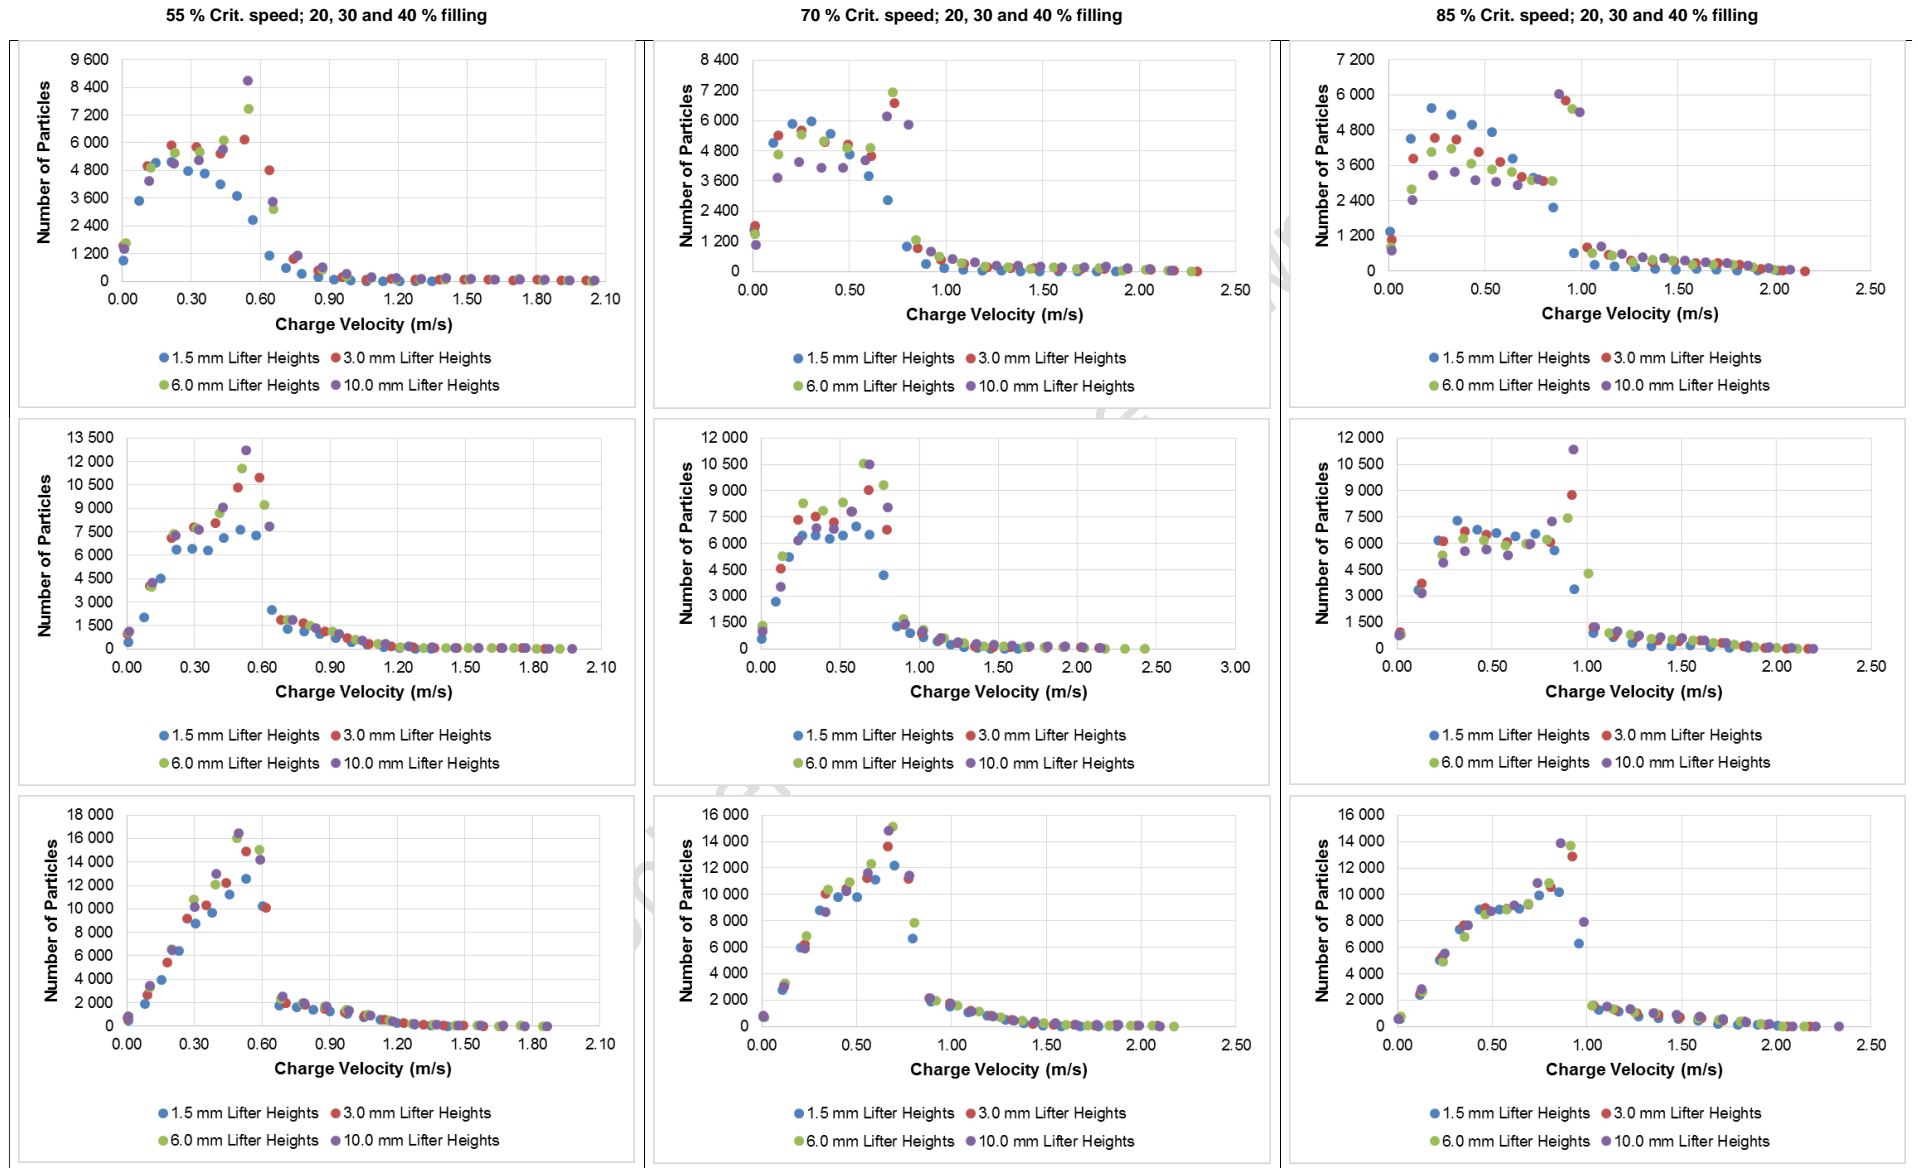 55 % Crit. speed; 20, 30 and 40 % filling
70 % Crit. speed; 20, 30 and 40 % filling
85 % Crit. speed; 20, 30 and 40 % filling
Number of Particles
9 600
8 400
7 200
6 000
4 800
3 600
2 400
1 200
0
0.00 0.30 0.60 0.90 1.20 1.50 1.80 2.10
Charge Velocity (m/s)
1.5 mm Lifter Heights 3.0 mm Lifter Heights
6.0 mm Lifter Heights 10.0 mm Lifter Heights
Number of Particles
8 400
7 200
6 000
4 800
3 600
2 400
1 200
0
0.00 0.50 1.00 1.50 2.00 2.50
Charge Velocity (m/s)
1.5 mm Lifter Heights 3.0 mm Lifter Heights
6.0 mm Lifter Heights 10.0 mm Lifter Heights
Number of Particles
7 200
6 000
4 800
3 600
2 400
1 200
0
0.00 0.50 1.00 1.50 2.00 2.50
Charge Velocity (m/s)
1.5 mm Lifter Heights 3.0 mm Lifter Heights
6.0 mm Lifter Heights 10.0 mm Lifter Heights
Number of Particles
13 500
12 000
10 500
9 000
7 500
6 000
4 500
3 000
1 500
0
0.00 0.30 0.60 0.90 1.20 1.50 1.80 2.10
Charge Velocity (m/s)
1.5 mm Lifter Heights 3.0 mm Lifter Heights
6.0 mm Lifter Heights 10.0 mm Lifter Heights
Number of Particles
12 000
10 500
9 000
7 500
6 000
4 500
3 000
1 500
0
0.00 0.50 1.00 1.50 2.00 2.50 3.00
Charge Velocity (m/s)
1.5 mm Lifter Heights 3.0 mm Lifter Heights
6.0 mm Lifter Heights 10.0 mm Lifter Heights
Number of Particles
12 000
10 500
9 000
7 500
6 000
4 500
3 000
1 500
0
0.00 0.50 1.00 1.50 2.00 2.50
Charge Velocity (m/s)
1.5 mm Lifter Heights 3.0 mm Lifter Heights
6.0 mm Lifter Heights 10.0 mm Lifter Heights
Number of Particles
18 000
16 000
14 000
12 000
10 000
8 000
6 000
4 000
2 000
0
0.00 0.30 0.60 0.90 1.20 1.50 1.80 2.10
Charge Velocity (m/s)
1.5 mm Lifter Heights 3.0 mm Lifter Heights
6.0 mm Lifter Heights 10.0 mm Lifter Heights
Number of Particles
16 000
14 000
12 000
10 000
8 000
6 000
4 000
2 000
0
0.00 0.50 1.00 1.50 2.00 2.50
Charge Velocity (m/s)
1.5 mm Lifter Heights 3.0 mm Lifter Heights
6.0 mm Lifter Heights 10.0 mm Lifter Heights
Number of Particles
16 000
14 000
12 000
10 000
8 000
6 000
4 000
2 000
0
0.00 0.50 1.00 1.50 2.00 2.50
Charge Velocity (m/s)
1.5 mm Lifter Heights 3.0 mm Lifter Heights
6.0 mm Lifter Heights 10.0 mm Lifter Heights